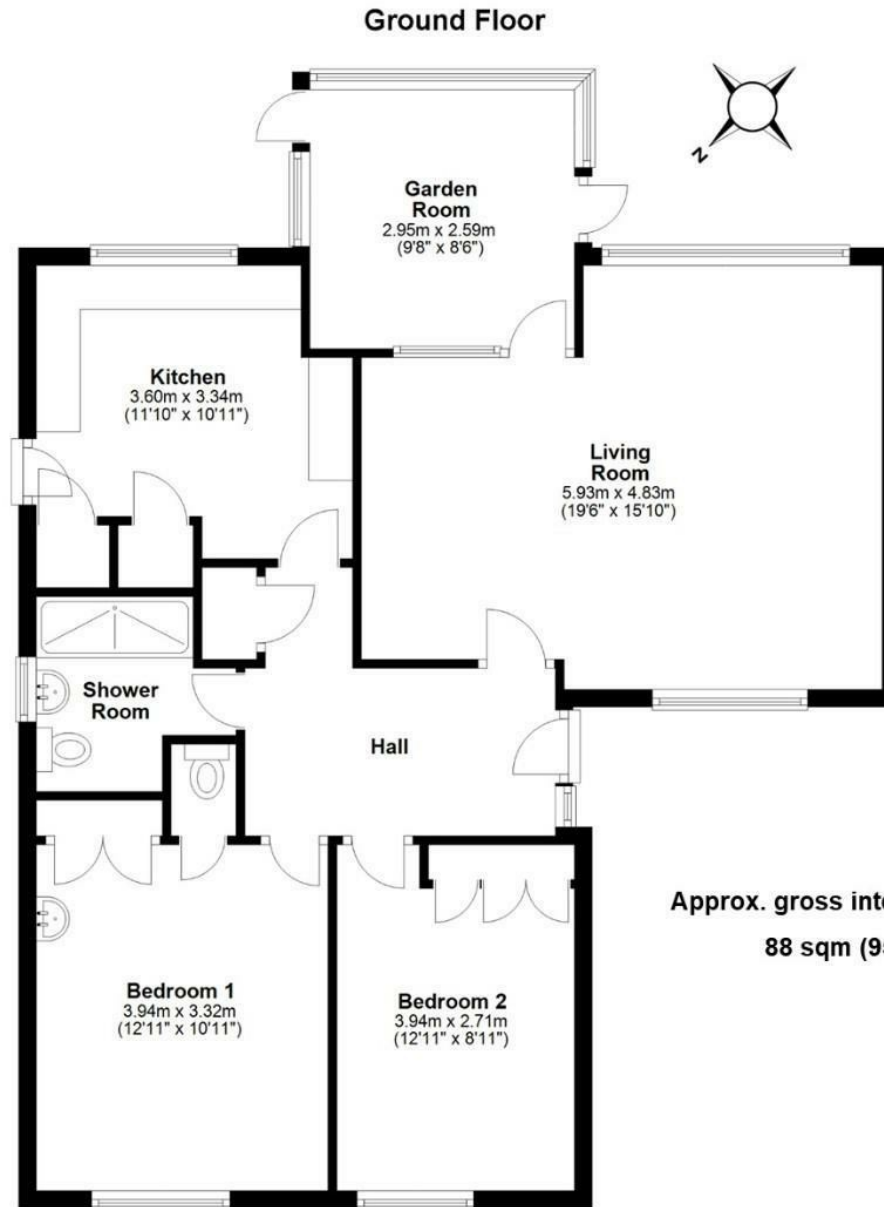 Ground Floor
N
Garden
Room
2.95m x 2.59m
(9'8" x 8'6")
Kitchen
3.60m x 3.34m
(11'10" x 10'11")
Living
Room
5.93m x 4.83m
(19'6" x 15'10")
Shower
Room
Hall
Approx. gross
88 sqm
Bedroom 1
3.94m x 3.32m
(12'11" x 10'11")
Bedroom 2
3.94m x 2.71m
(12'11" x 8'11")